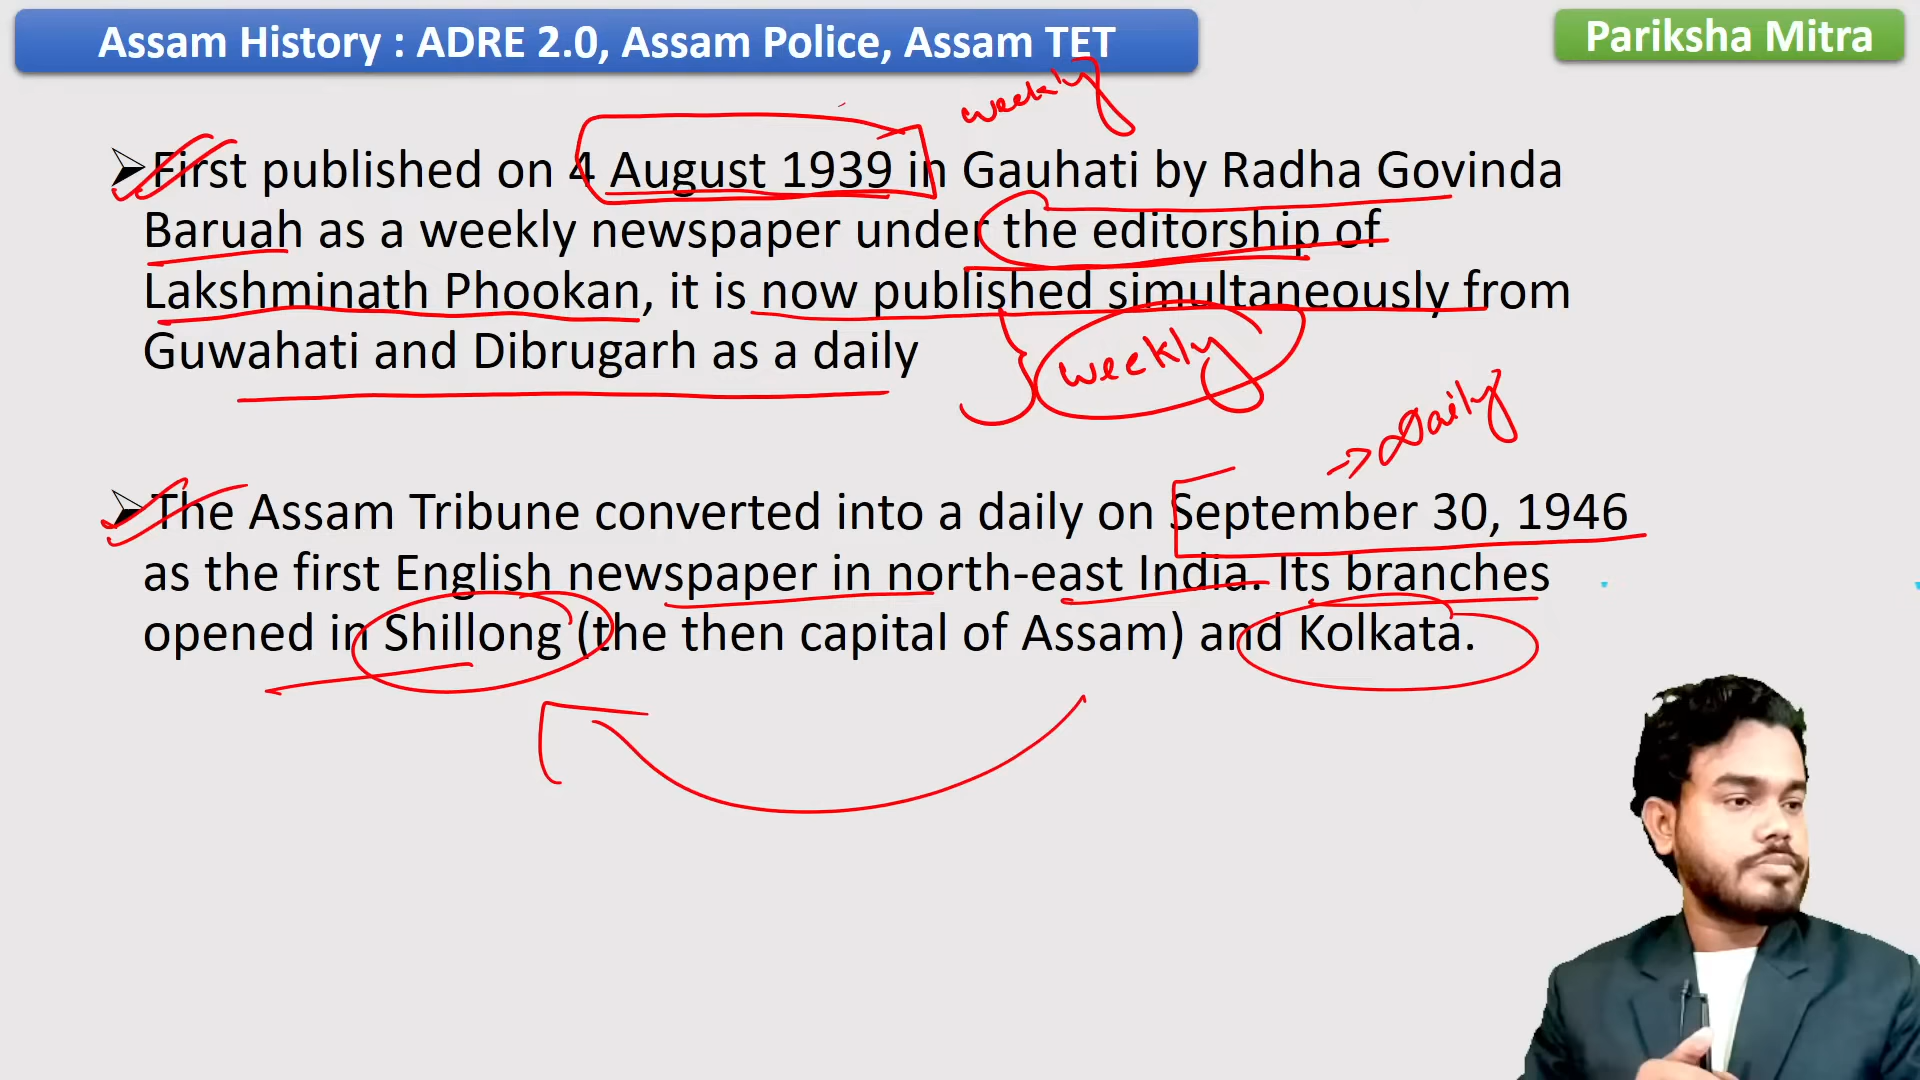 Assam History : ADRE 2.0, Assam Police, Assam TET
Pariksha Mitra
weekly
First published on 4 August 1939 in Gauhati by Radha Govinda
Baruah as a weekly newspaper under the editorship of
Lakshminath Phookan, it is now published simultaneously from
Guwahati and Dibrugarh as a daily
weekly
Daily
The Assam Tribune converted into a daily on September 30, 1946
as the first English newspaper in north-east India. Its branches
opened in Shillong (the then capital of Assam) and Kolkata.